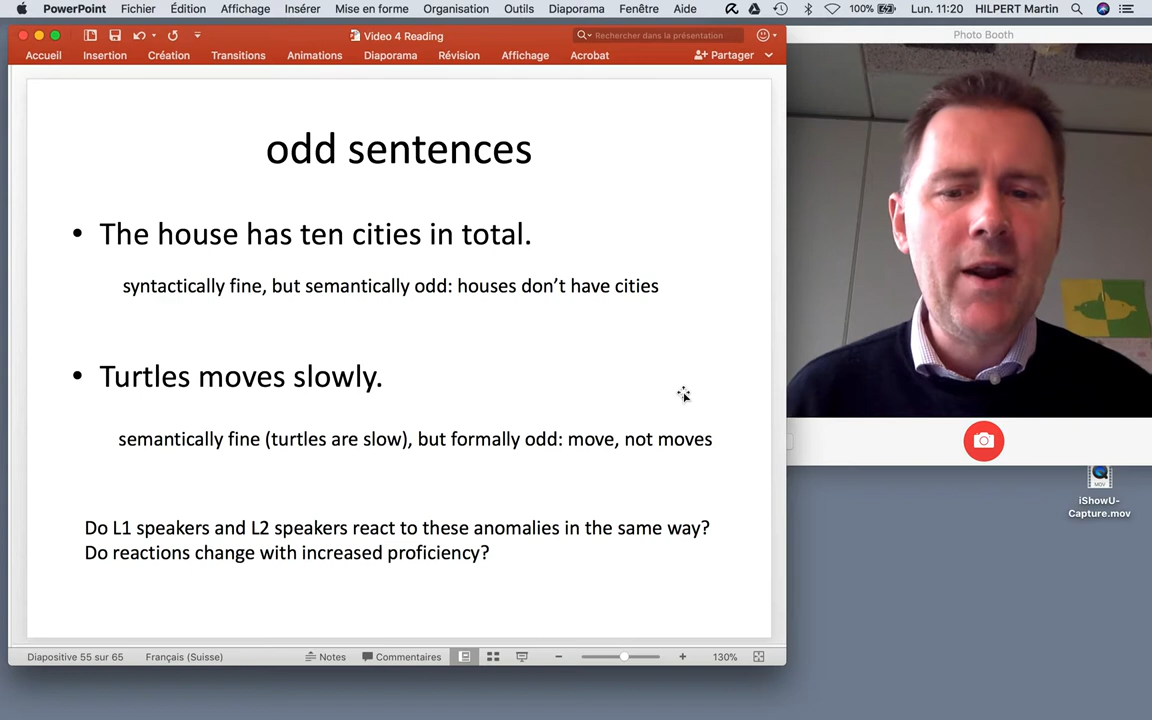 PowerPoint Fichier Édition Affichage Insérer Mise en forme Organisation Outils Diaporama Fenêtre Aide 100% Lun. 11:20 HILPERT Martin
Video 4 Reading
Rechercher dans la présentation
Photo Booth
Accueil Insertion Création Transitions Animations Diaporama Révision Affichage Acrobat Partager
odd sentences
• The house has ten cities in total.
syntactically fine, but semantically odd: houses don’t have cities
• Turtles moves slowly.
semantically fine (turtles are slow), but formally odd: move, not moves
Do L1 speakers and L2 speakers react to these anomalies in the same way?
Do reactions change with increased proficiency?
MOV
iShowU-
Capture.mov
Diapositive 55 sur 65 Français (Suisse) Notes Commentaires 130%